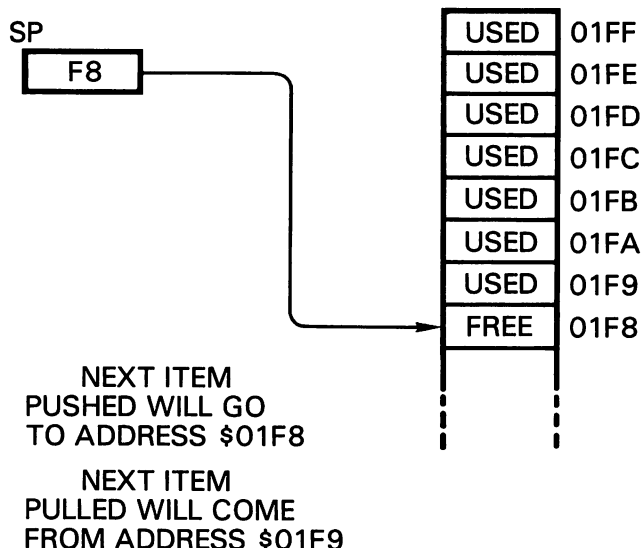 SP
F8
USED 01FF
USED 01FE
USED 01FD
USED 01FC
USED 01FB
USED 01FA
USED 01F9
FREE 01F8
NEXT ITEM
PUSHED WILL GO
TO ADDRESS $01F8
NEXT ITEM
PULLED WILL COME
FROM ADDRESS $01F9